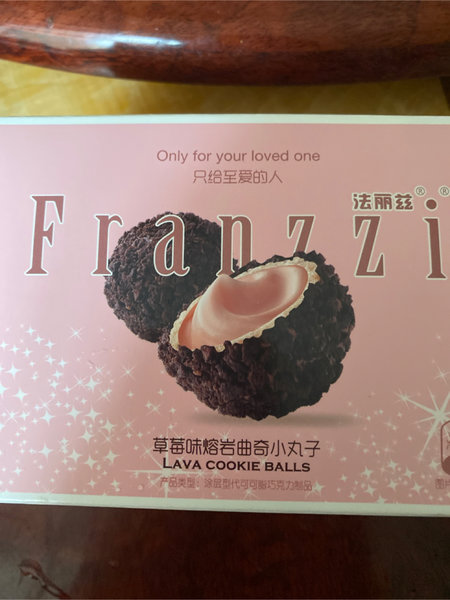 Only for your loved one
只给至爱的人
法丽兹®®
Franzzi
草莓味熔岩曲奇小丸子
LAVA COOKIE BALLS
产品类型：涂层型代可可脂巧克力制品